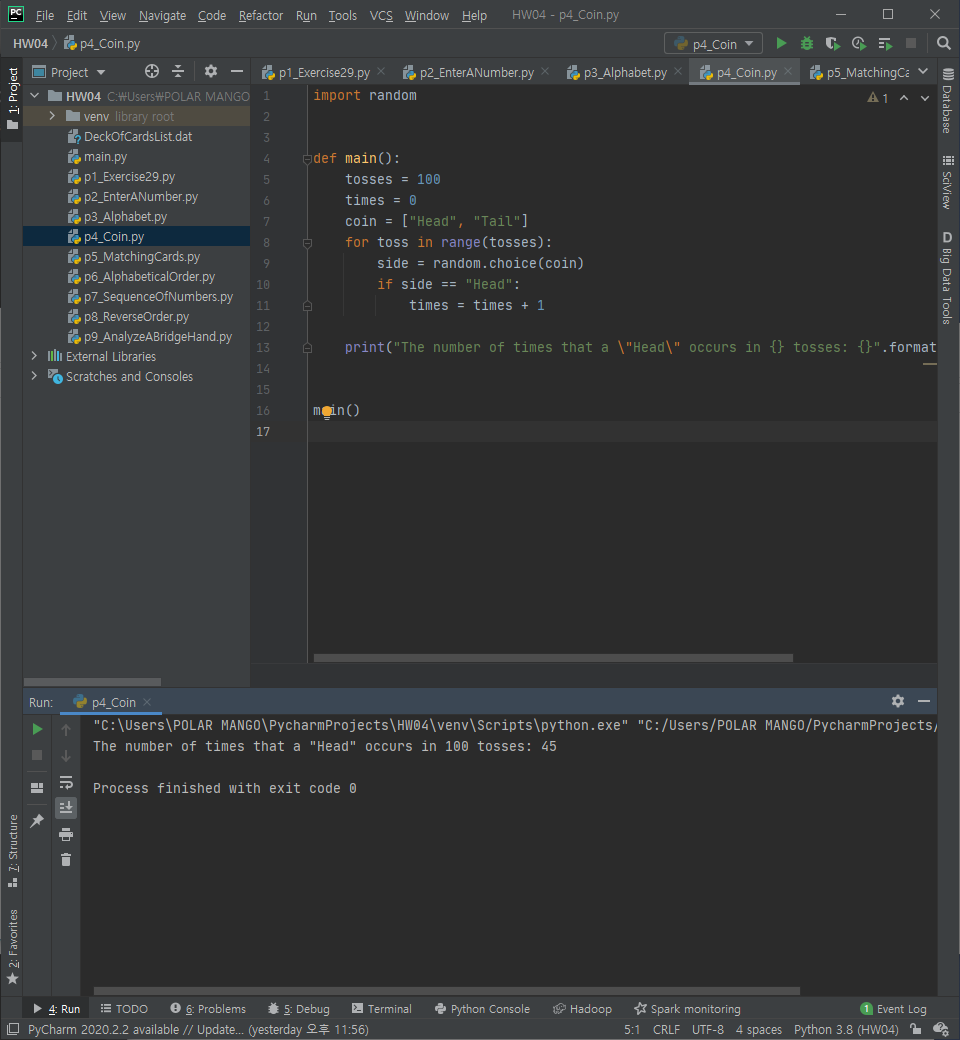 File Edit View Navigate Code Refactor Run Tools VCS Window Help HW04 - p4_Coin.py
HW04 p4_Coin.py
p4_Coin
1: Project
Project
p1_Exercise29.py
p2_EnterANumber.py
p3_Alphabet.py
p4_Coin.py
p5_MatchingCa
HW04 C:₩Users₩POLAR MANGO
venv library root
DeckOfCardsList.dat
main.py
p1_Exercise29.py
p2_EnterANumber.py
p3_Alphabet.py
p4_Coin.py
p5_MatchingCards.py
p6_AlphabeticalOrder.py
p7_SequenceOfNumbers.py
p8_ReverseOrder.py
p9_AnalyzeABridgeHand.py
External Libraries
Scratches and Consoles
1 import random
2
3
4 def main():
5 tosses = 100
6 times = 0
7 coin = ["Head", "Tail"]
8 for toss in range(tosses):
9 side = random.choice(coin)
10 if side == "Head":
11 times = times + 1
12
13 print("The number of times that a \"Head\" occurs in {} tosses: {}".format
14
15
16 main()
17
1
Database
SciView
D Big Data Tools
Run: p4_Coin
"C:\Users\POLAR MANGO\PycharmProjects\HW04\venv\Scripts\python.exe" "C:/Users/POLAR MANGO/PycharmProjects/
The number of times that a "Head" occurs in 100 tosses: 45
Process finished with exit code 0
7: Structure
2: Favorites
4: Run TODO 6: Problems 5: Debug Terminal Python Console Hadoop Spark monitoring 1 Event Log
PyCharm 2020.2.2 available // Update... (yesterday 오후 11:56) 5:1 CRLF UTF-8 4 spaces Python 3.8 (HW04)